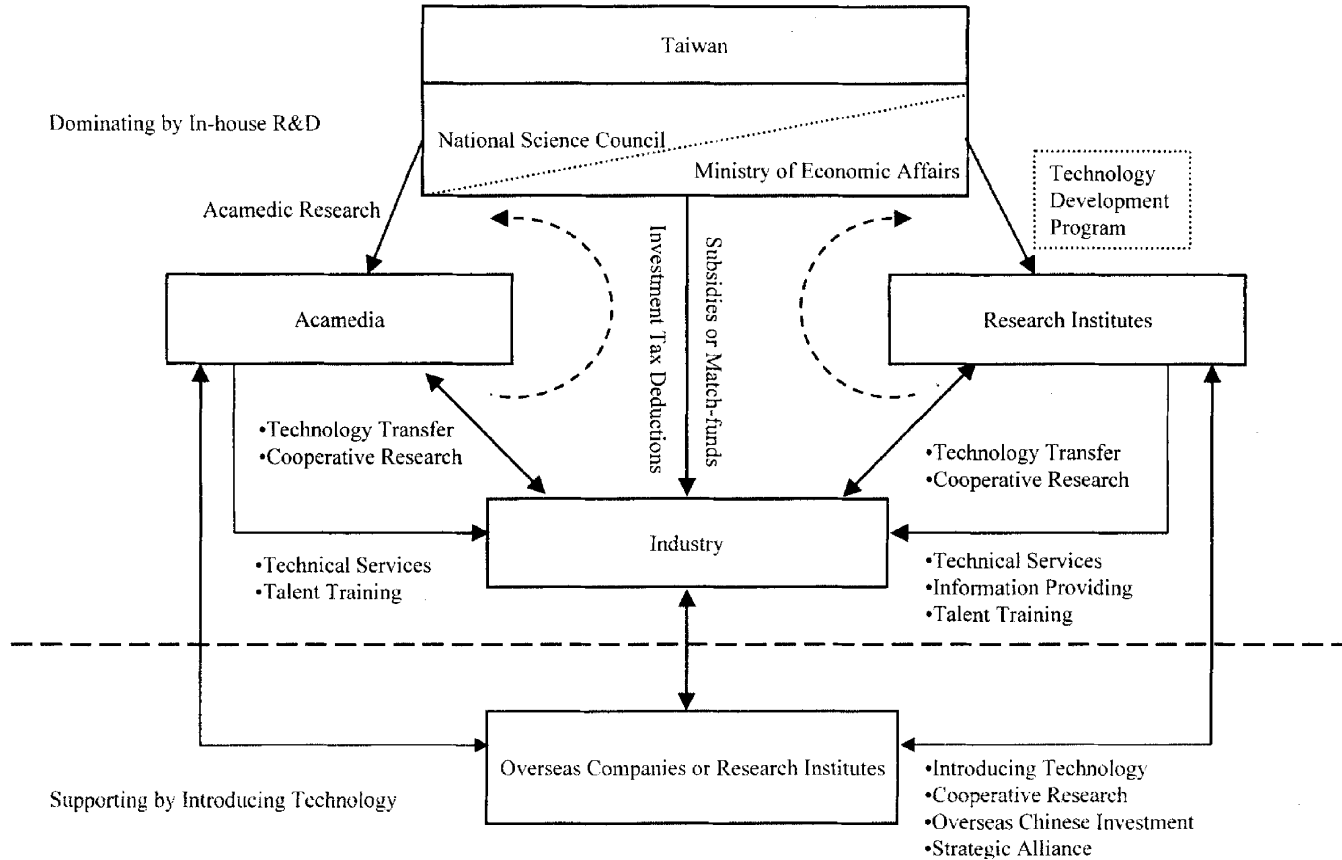 Taiwan
Dominating by In-house R&D
National Science Council
Ministry of Economic Affairs
Technology
Development
Program
Acamedic Research
Investment Tax Deductions
Subsidies or Match-funds
Acamedia
Research Institutes
•Technology Transfer
•Cooperative Research
•Technology Transfer
•Cooperative Research
Industry
•Technical Services
•Talent Training
•Technical Services
•Information Providing
•Talent Training
Overseas Companies or Research Institutes
Supporting by Introducing Technology
•Introducing Technology
•Cooperative Research
•Overseas Chinese Investment
•Strategic Alliance